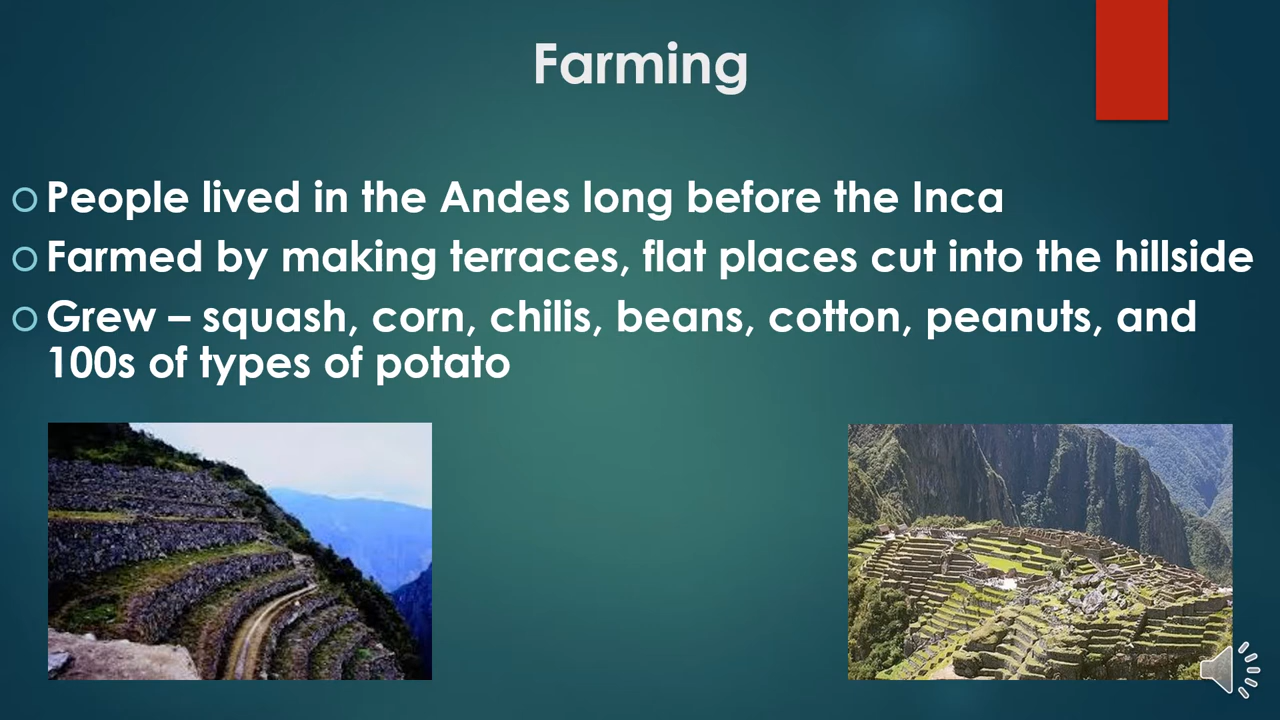 Farming
People lived in the Andes long before the Inca
Farmed by making terraces, flat places cut into the hillside
Grew – squash, corn, chilis, beans, cotton, peanuts, and
100s of types of potato